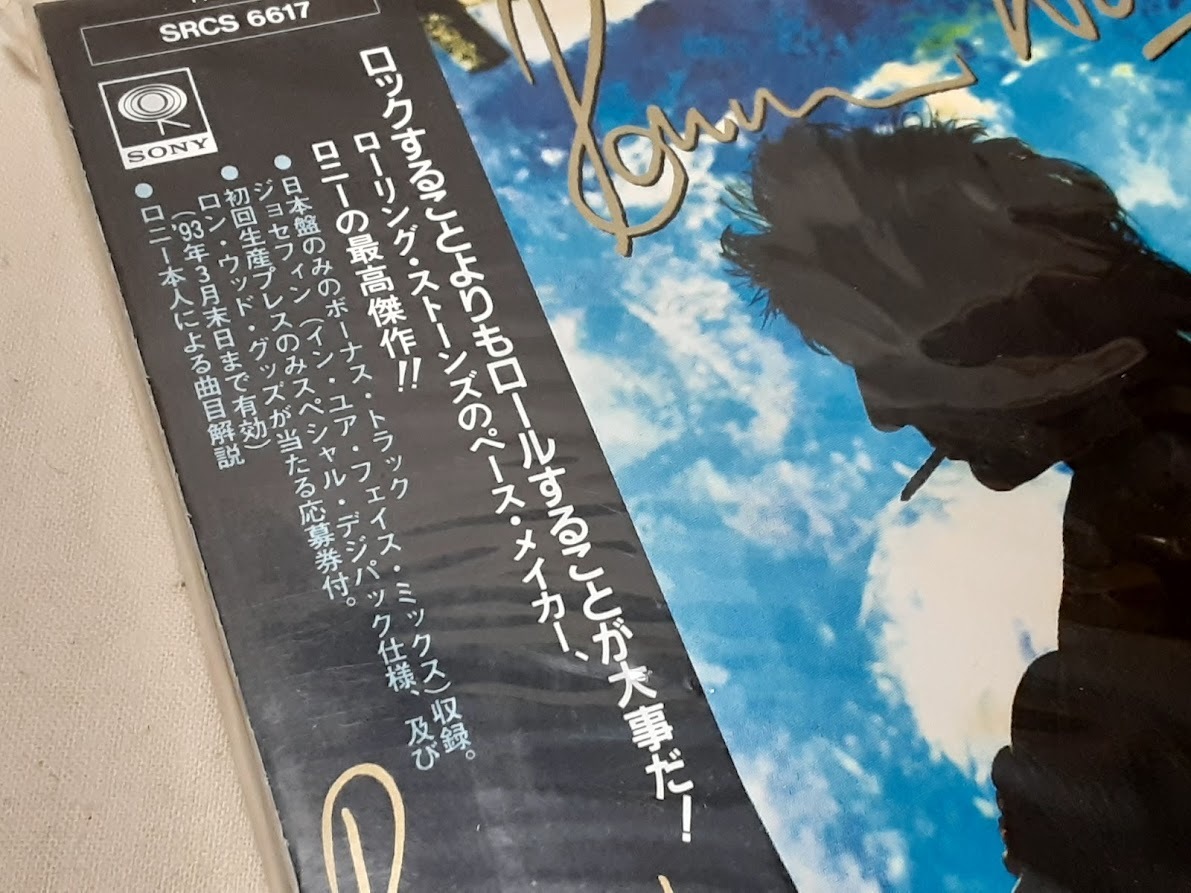 SRCS 6617
SONY
ロックすることよりもロールすることが大事だ!
ローリング・ストーンズのペース・メイカー、
ロニーの最高傑作!!
●日本盤のみのボーナス・トラック
ジョセフィン（イン・ユア・フェイス・ミックス）収録。
●初回生産プレスのみスペシャル・デジパック仕様、及び
ロン・ウッド・グッズが当たる応募券付。
（'93年3月末日まで有効）
●ロニー本人による曲目解説